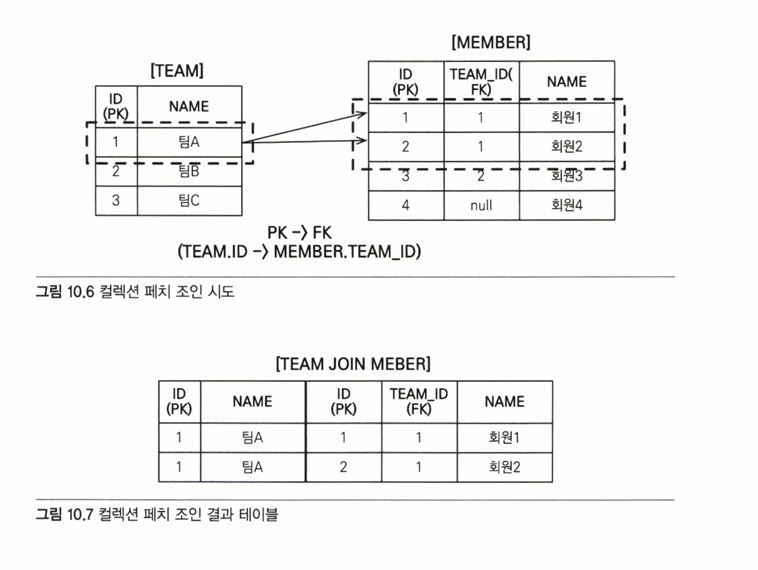 [TEAM]
ID
(PK)
NAME
1
팀A
2
팀B
3
팀C
[MEMBER]
ID
(PK)
TEAM_ID(
FK)
NAME
1
1
회원1
2
1
회원2
3
2
회원3
4
null
회원4
PK -> FK
(TEAM.ID -> MEMBER.TEAM_ID)
그림 10.6 컬렉션 페치 조인 시도
[TEAM JOIN MEBER]
ID
(PK)
NAME
ID
(PK)
TEAM_ID
(FK)
NAME
1
팀A
1
1
회원1
1
팀A
2
1
회원2
그림 10.7 컬렉션 페치 조인 결과 테이블